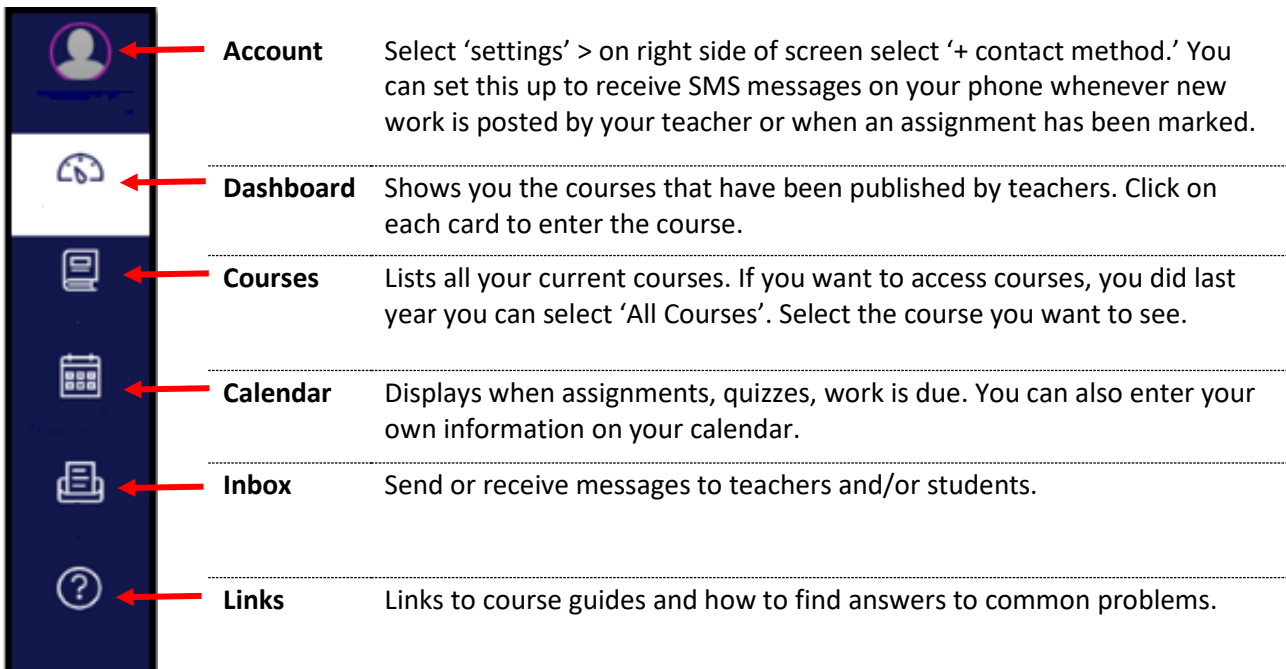 Account Select ‘settings’ > on right side of screen select ‘+ contact method.’ You
can set this up to receive SMS messages on your phone whenever new
work is posted by your teacher or when an assignment has been marked.
Dashboard Shows you the courses that have been published by teachers. Click on
each card to enter the course.
Courses Lists all your current courses. If you want to access courses, you did last
year you can select ‘All Courses’. Select the course you want to see.
Calendar Displays when assignments, quizzes, work is due. You can also enter your
own information on your calendar.
Inbox Send or receive messages to teachers and/or students.
Links Links to course guides and how to find answers to common problems.